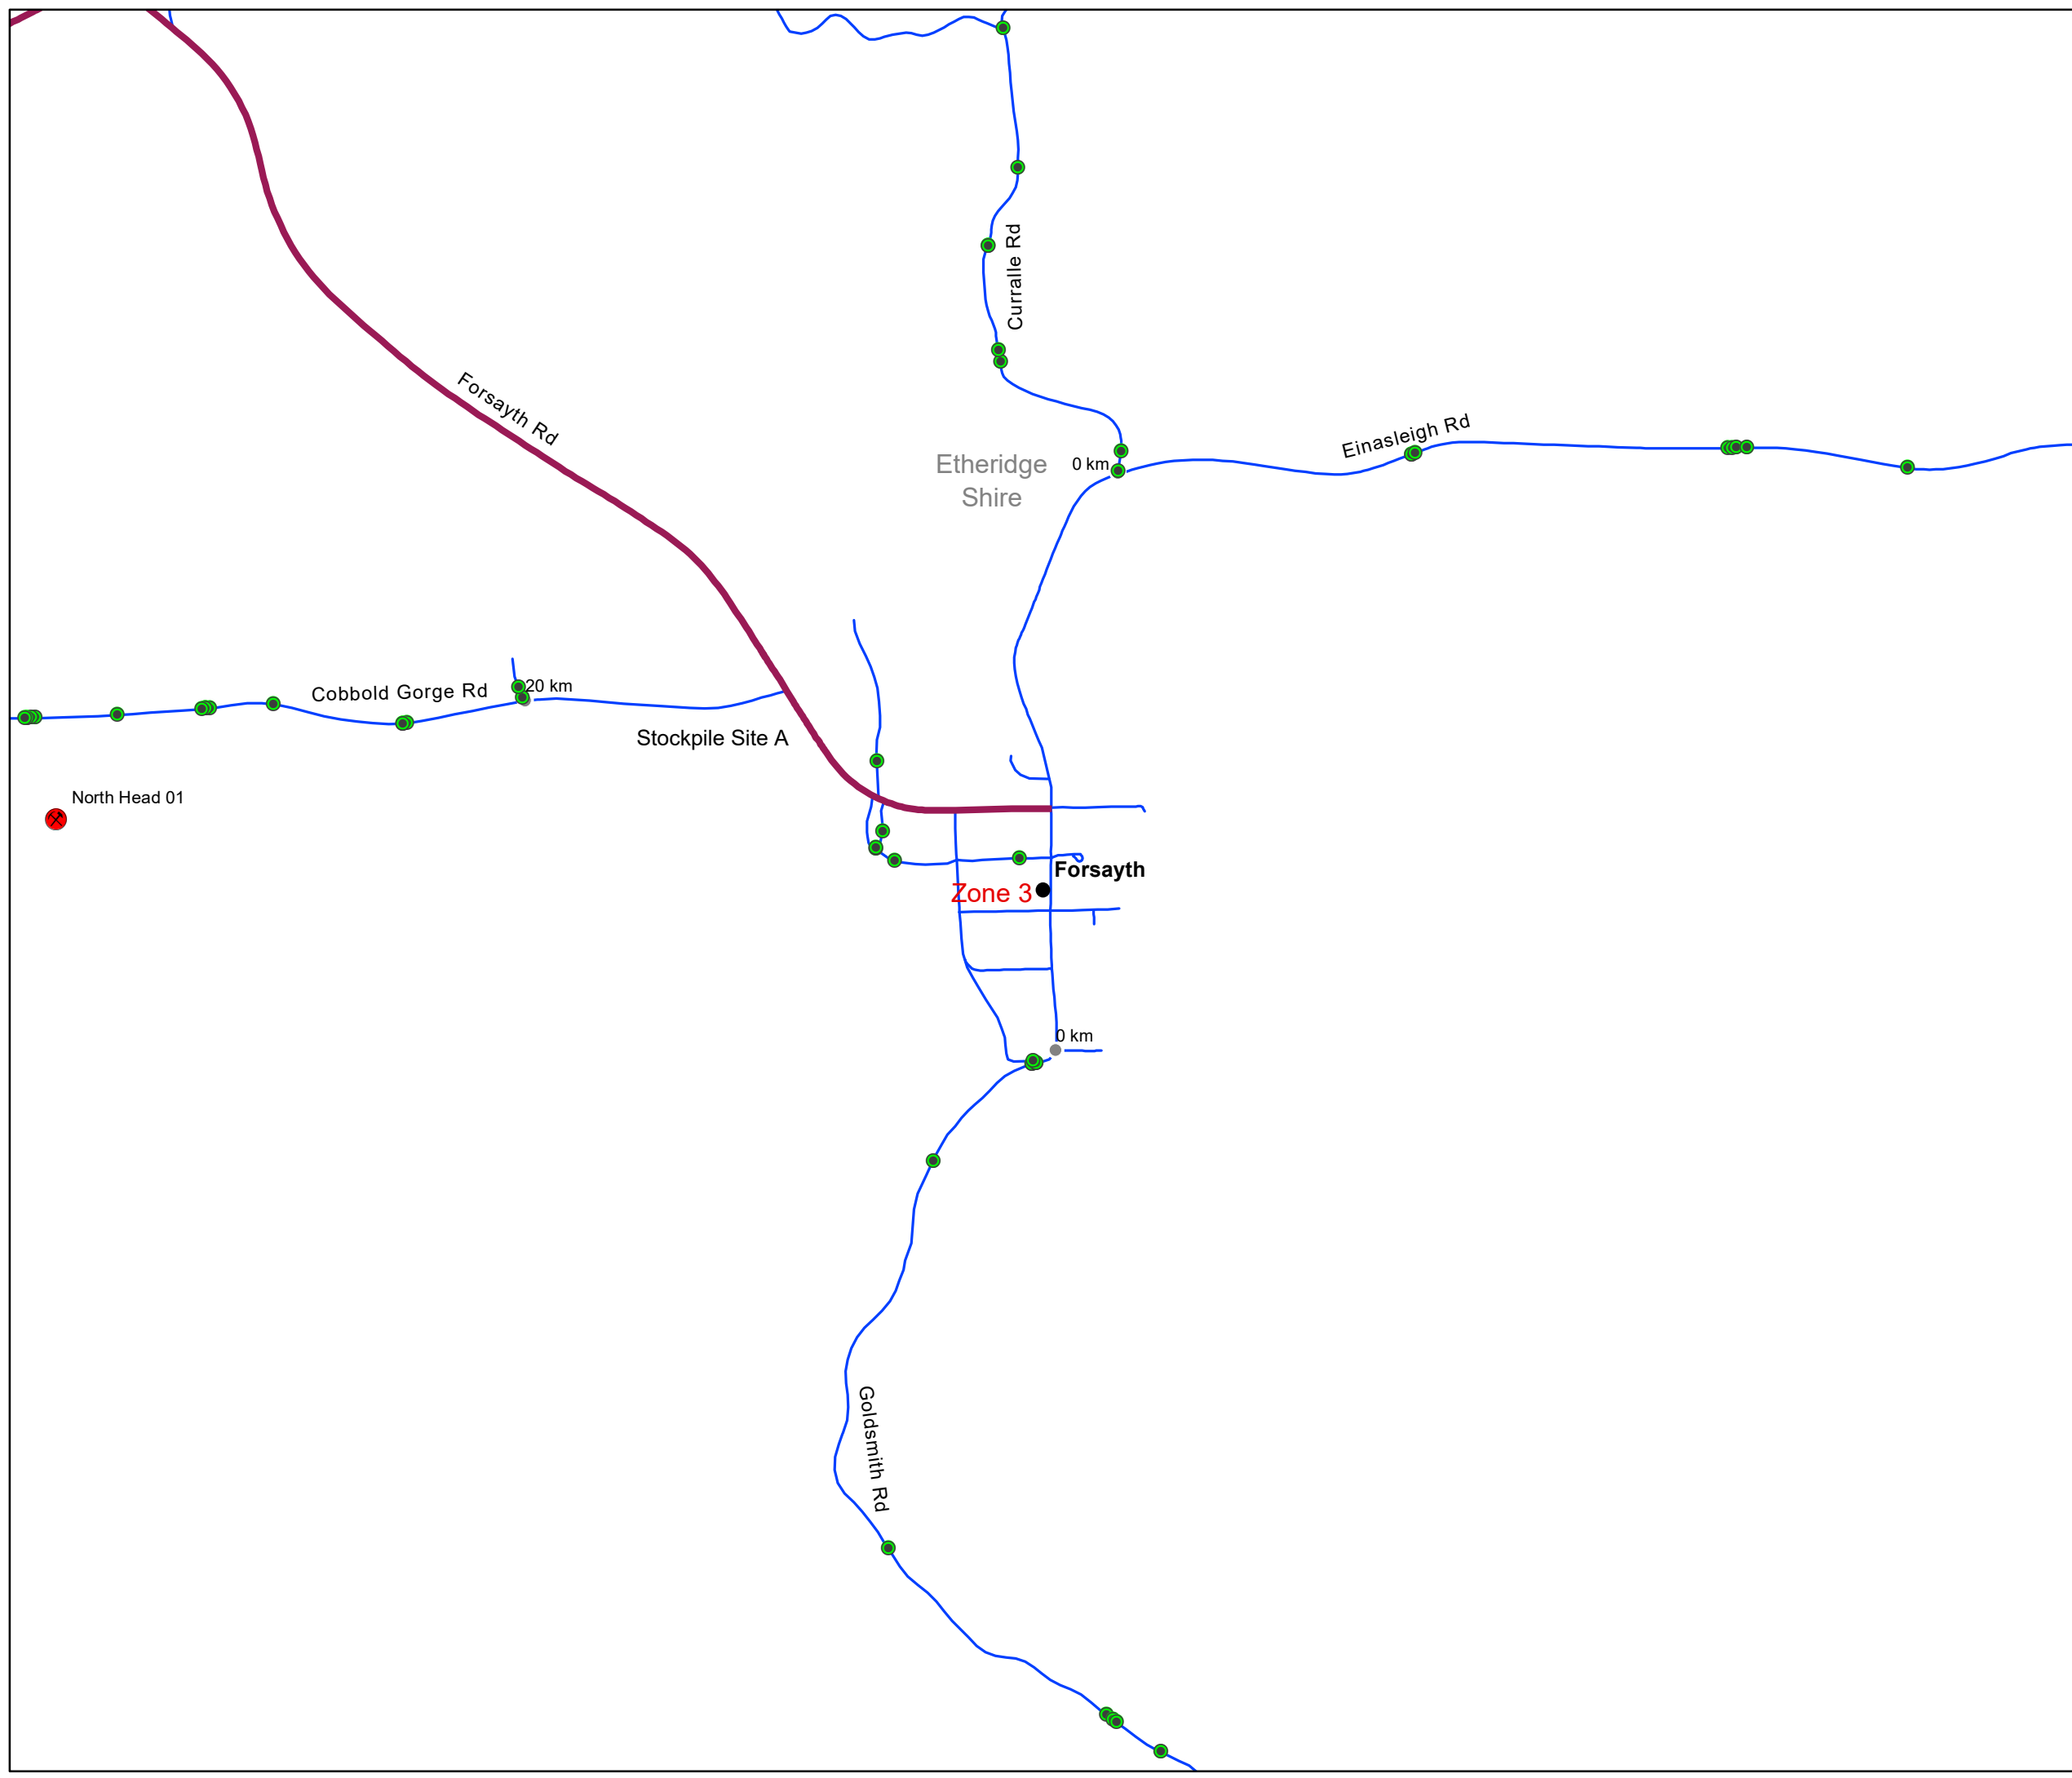 Curralle Rd
Forsayth Rd
Einasleigh Rd
Etheridge
Shire
0 km
Cobbold Gorge Rd
20 km
Stockpile Site A
North Head 01
Forsayth
Zone 3
0 km
Goldsmith Rd